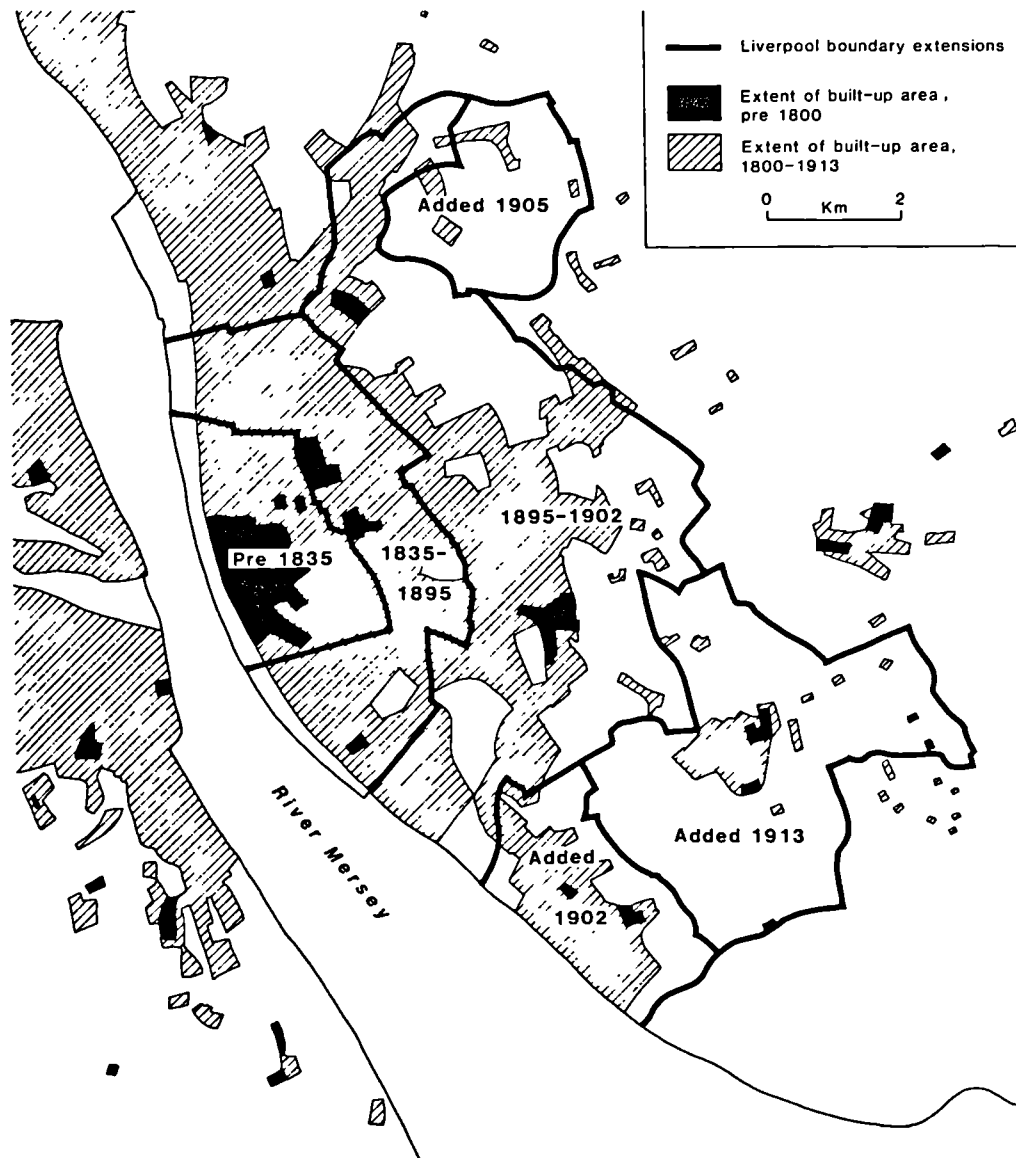 Liverpool boundary extensions
Extent of built-up area,
pre 1800
Extent of built-up area,
1800-1913
0 Km 2
Added 1905
1895-1902
Pre 1835
1835-
1895
Added 1913
Added
1902
River Mersey